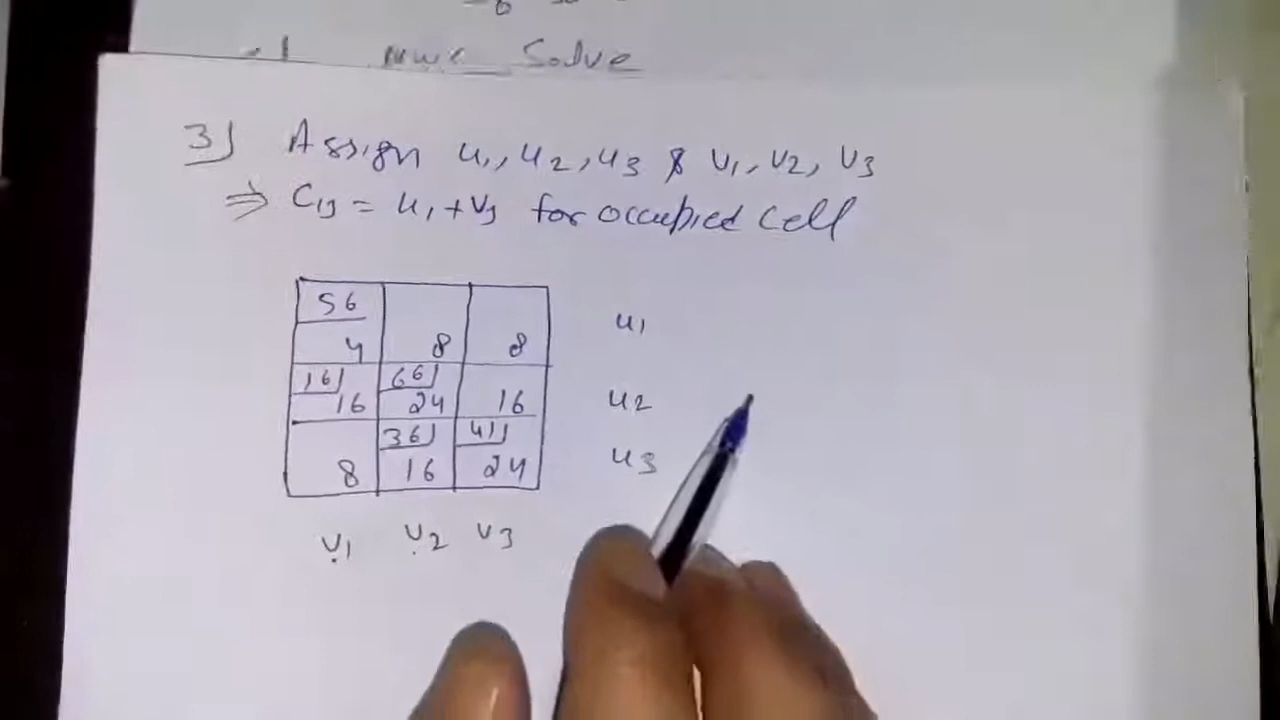 Solve
3) Assign u1, u2, u3 & v1, v2, v3
⇒ Cij = ui + vj for occupied cell
56
4 8 8 u1
16 66
16 24 16 u2
36 41
8 16 24 u3
v1 v2 v3